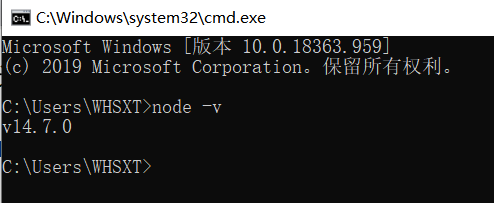 C:\Windows\system32\cmd.exe
Microsoft Windows [版本 10.0.18363.959]
(c) 2019 Microsoft Corporation。保留所有权利。
C:\Users\WHSXT>node -v
v14.7.0
C:\Users\WHSXT>